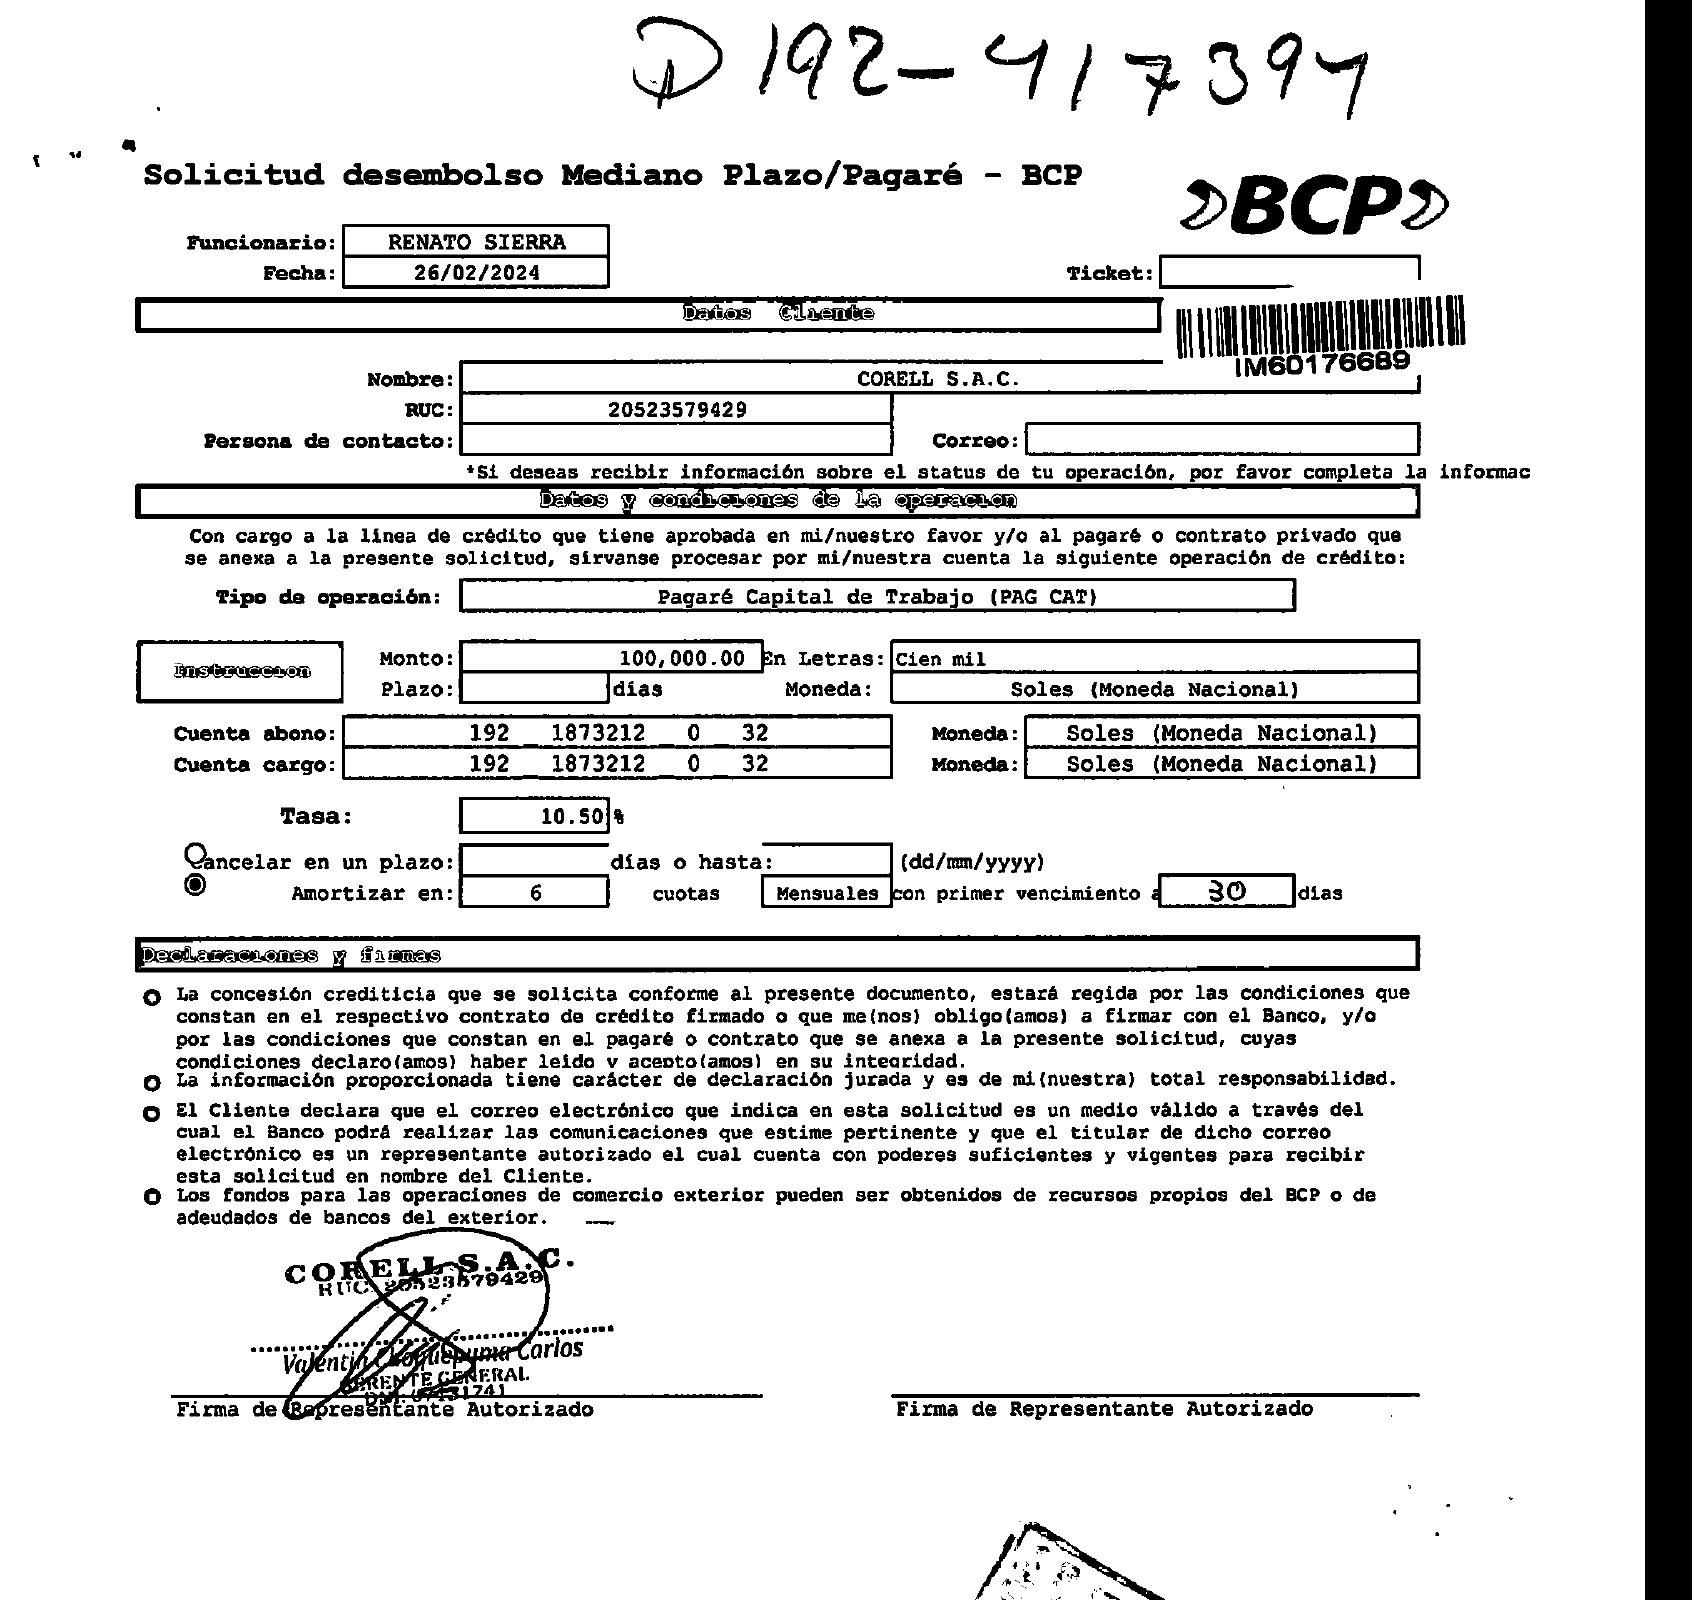 D 192-417397
Solicitud desembolso Mediano Plazo/Pagaré - BCP
BCP
Funcionario: RENATO SIERRA
Fecha: 26/02/2024 Ticket:
Datos Cliente
IM60176689
Nombre: CORELL S.A.C.
RUC: 20523579429
Persona de contacto: Correo:
*Si deseas recibir información sobre el status de tu operación, por favor completa la informac
Datos y condiciones de la operacion
Con cargo a la línea de crédito que tiene aprobada en mi/nuestro favor y/o al pagaré o contrato privado que
se anexa a la presente solicitud, sirvanse procesar por mi/nuestra cuenta la siguiente operación de crédito:
Tipo de operación: Pagaré Capital de Trabajo (PAG CAT)
Instruccion
Monto: 100,000.00 En Letras: Cien mil
Plazo: días Moneda: Soles (Moneda Nacional)
Cuenta abono: 192 1873212 0 32 Moneda: Soles (Moneda Nacional)
Cuenta cargo: 192 1873212 0 32 Moneda: Soles (Moneda Nacional)
Tasa: 10.50 %
Cancelar en un plazo: días o hasta: (dd/mm/yyyy)
Amortizar en: 6 cuotas Mensuales con primer vencimiento a 30 días
Declaraciones y firmas
La concesión crediticia que se solicita conforme al presente documento, estará regida por las condiciones que
constan en el respectivo contrato de crédito firmado o que me(nos) obligo(amos) a firmar con el Banco, y/o
por las condiciones que constan en el pagaré o contrato que se anexa a la presente solicitud, cuyas
condiciones declaro(amos) haber leído y acepto(amos) en su integridad.
La información proporcionada tiene carácter de declaración jurada y es de mi(nuestra) total responsabilidad.
El Cliente declara que el correo electrónico que indica en esta solicitud es un medio válido a través del
cual el Banco podrá realizar las comunicaciones que estime pertinente y que el titular de dicho correo
electrónico es un representante autorizado el cual cuenta con poderes suficientes y vigentes para recibir
esta solicitud en nombre del Cliente.
Los fondos para las operaciones de comercio exterior pueden ser obtenidos de recursos propios del BCP o de
adeudados de bancos del exterior.
CORELL S.A.C.
RUC. 20523579429
Valentin Choquepuma Carlos
GERENTE GENERAL
Firma de Representante Autorizado Firma de Representante Autorizado